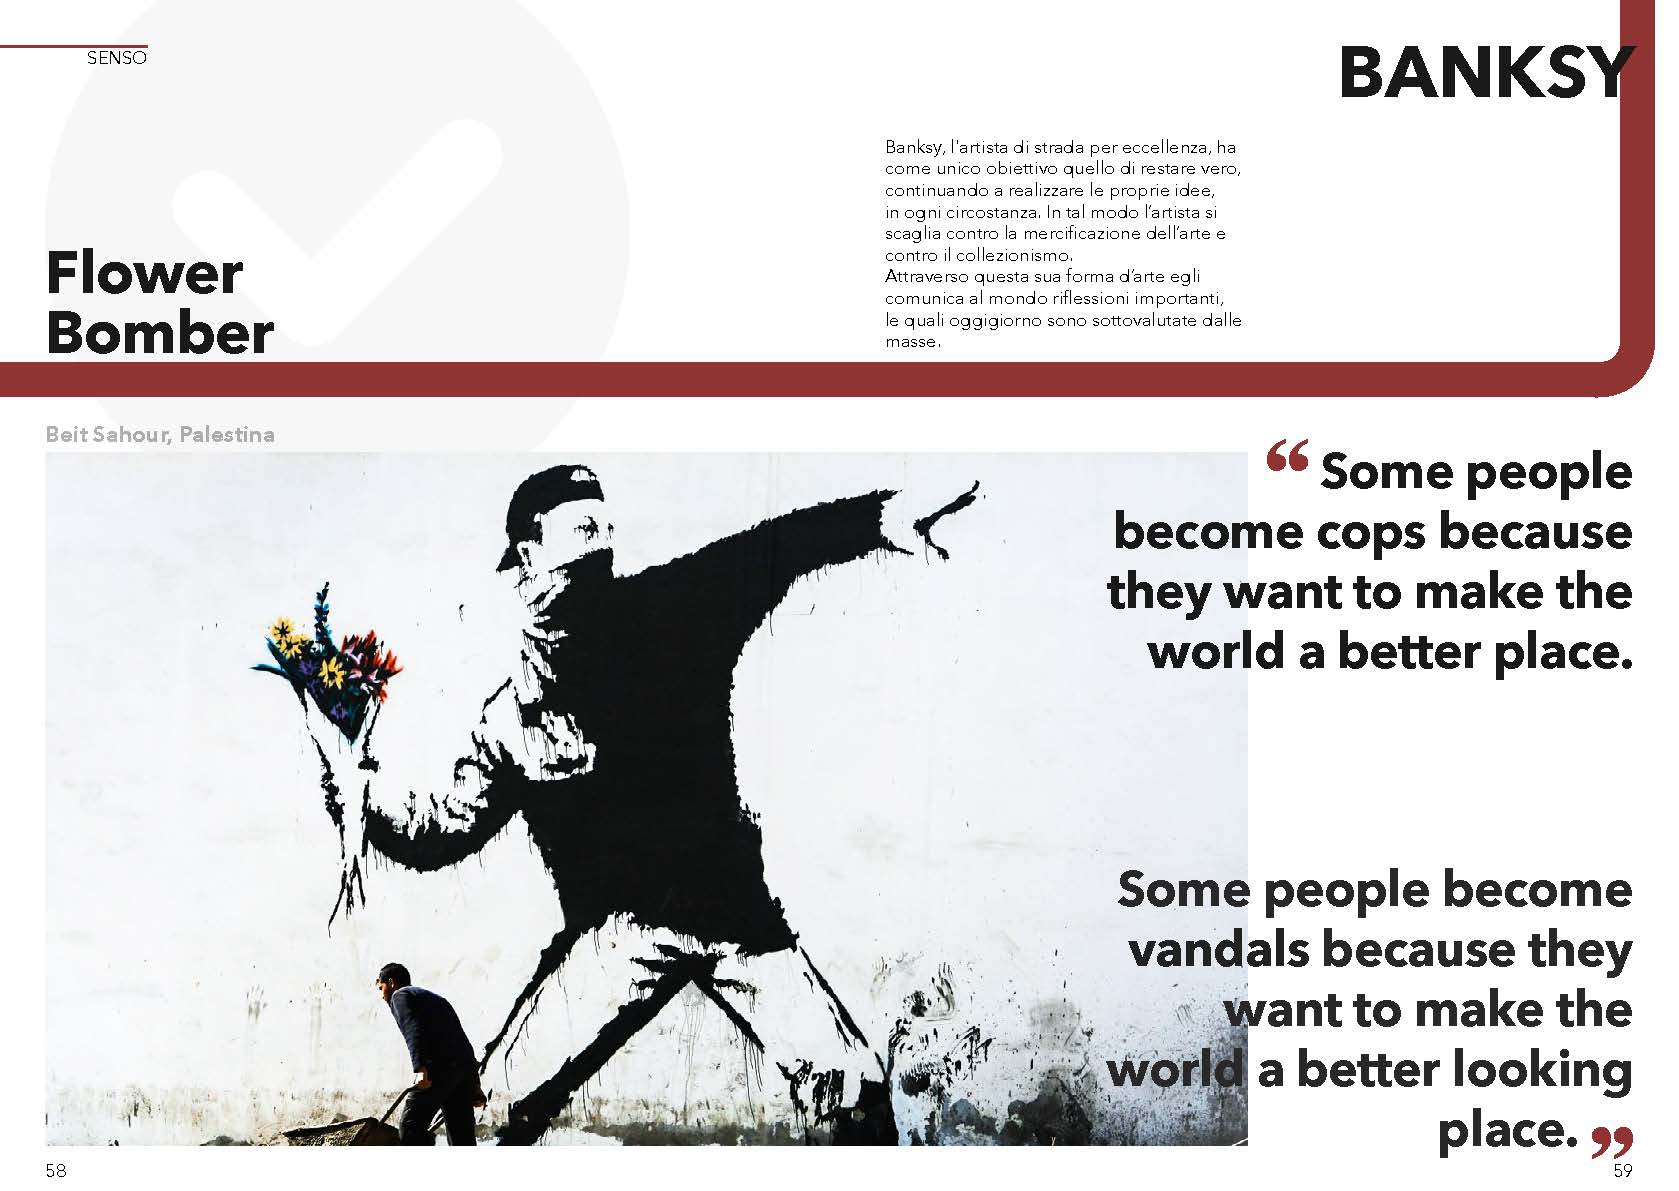 SENSO
Flower
Bomber
BANKSY
Banksy, l'artista di strada per eccellenza, ha
come unico obiettivo quello di restare vero,
continuando a realizzare le proprie idee,
in ogni circostanza. In tal modo l'artista si
scaglia contro la mercificazione dell'arte e
contro il collezionismo.
Attraverso questa sua forma d'arte egli
comunica al mondo riflessioni importanti,
le quali oggigiorno sono sottovalutate dalle
masse.
Beit Sahour, Palestina
“ Some people
become cops because
they want to make the
world a better place.
Some people become
vandals because they
want to make the
world a better looking
place. ”
58
59